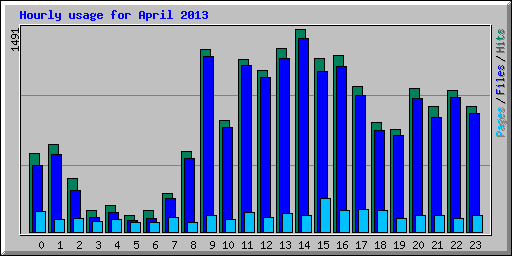 Hourly usage for April 2013
1491
Pages / Files / Hits
0 1 2 3 4 5 6 7 8 9 10 11 12 13 14 15 16 17 18 19 20 21 22 23